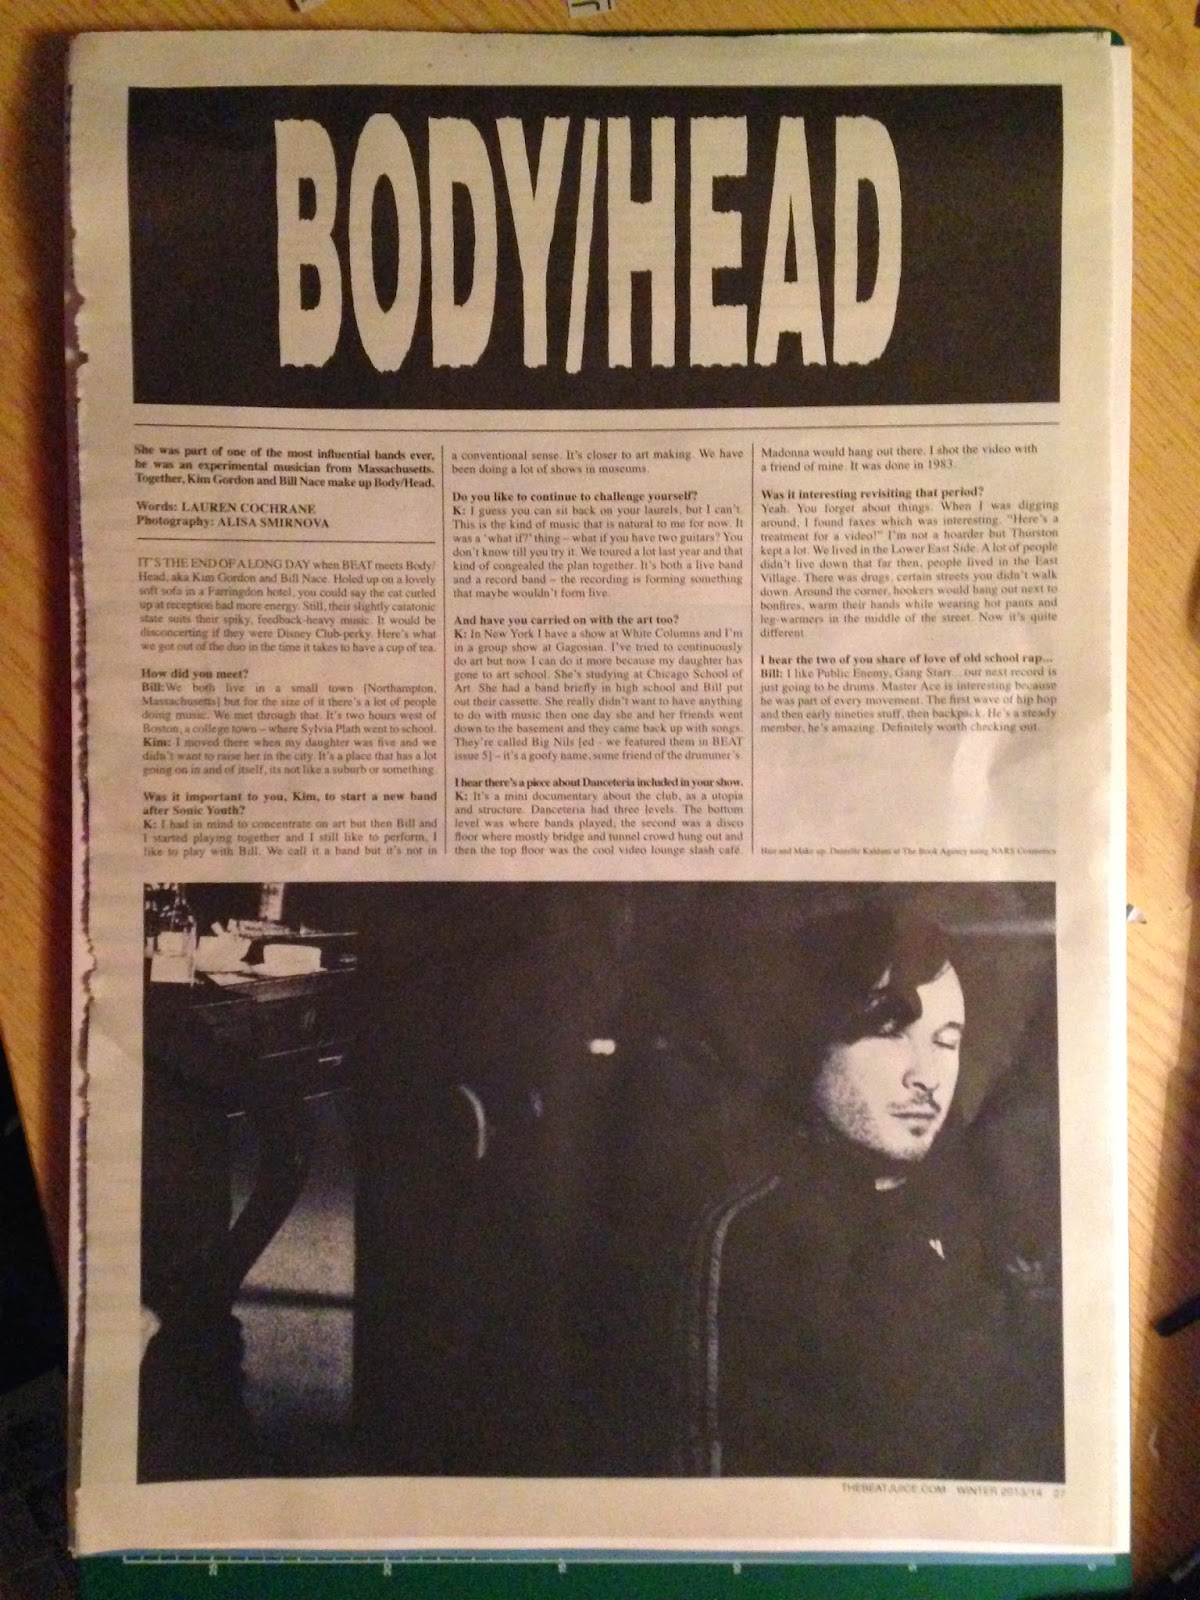 BODY/HEAD
She was part of one of the most influential bands ever,
he was an experimental musician from Massachusetts.
Together, Kim Gordon and Bill Nace make up Body/Head.
Words: LAUREN COCHRANE
Photography: ALISA SMIRNOVA
IT'S THE END OF A LONG DAY when BEAT meets Body/
Head, aka Kim Gordon and Bill Nace. Holed up on a lovely
soft sofa in a Farringdon hotel, you could say the cat curled
up at reception had more energy. Still, their slightly catatonic
state suits their spiky, feedback-heavy music. It would be
disconcerting if they were Disney Club-perky. Here's what
we got out of the duo in the time it takes to have a cup of tea.
How did you meet?
Bill: We both live in a small town [Northampton,
Massachusetts] but for the size of it there's a lot of people
doing music. We met through that. It's two hours west of
Boston, a college town – where Sylvia Plath went to school.
Kim: I moved there when my daughter was five and we
didn't want to raise her in the city. It's a place that has a lot
going on in and of itself, its not like a suburb or something.
Was it important to you, Kim, to start a new band
after Sonic Youth?
K: I had in mind to concentrate on art but then Bill and
I started playing together and I still like to perform, I
like to play with Bill. We call it a band but it's not in
a conventional sense. It's closer to art making. We have
been doing a lot of shows in museums.
Do you like to continue to challenge yourself?
K: I guess you can sit back on your laurels, but I can't.
This is the kind of music that is natural to me for now. It
was a 'what if?' thing – what if you have two guitars? You
don't know till you try it. We toured a lot last year and that
kind of congealed the plan together. It's both a live band
and a record band – the recording is forming something
that maybe wouldn't form live.
And have you carried on with the art too?
K: In New York I have a show at White Columns and I'm
in a group show at Gagosian. I've tried to continuously
do art but now I can do it more because my daughter has
gone to art school. She's studying at Chicago School of
Art. She had a band briefly in high school and Bill put
out their cassette. She really didn't want to have anything
to do with music then one day she and her friends went
down to the basement and they came back up with songs.
They're called Big Nils [ed - we featured them in BEAT
issue 5] – it's a goofy name, some friend of the drummer's.
I hear there's a piece about Danceteria included in your show.
K: It's a mini documentary about the club, as a utopia
and structure. Danceteria had three levels. The bottom
level was where bands played, the second was a disco
floor where mostly bridge and tunnel crowd hung out and
then the top floor was the cool video lounge slash café.
Madonna would hang out there. I shot the video with
a friend of mine. It was done in 1983.
Was it interesting revisiting that period?
Yeah. You forget about things. When I was digging
around, I found faxes which was interesting. "Here's a
treatment for a video!" I'm not a hoarder but Thurston
kept a lot. We lived in the Lower East Side. A lot of people
didn't live down that far then, people lived in the East
Village. There was drugs, certain streets you didn't walk
down. Around the corner, hookers would hang out next to
bonfires, warm their hands while wearing hot pants and
leg-warmers in the middle of the street. Now it's quite
different.
I hear the two of you share of love of old school rap...
Bill: I like Public Enemy, Gang Starr... our next record is
just going to be drums. Master Ace is interesting because
he was part of every movement. The first wave of hip hop
and then early nineties stuff, then backpack. He's a steady
member, he's amazing. Definitely worth checking out.
Hair and Make up: Danielle at The Book Agency using NARS Cosmetics
THEBEATJUICE.COM WINTER 2013/14 27
25 20 15 10 5 0